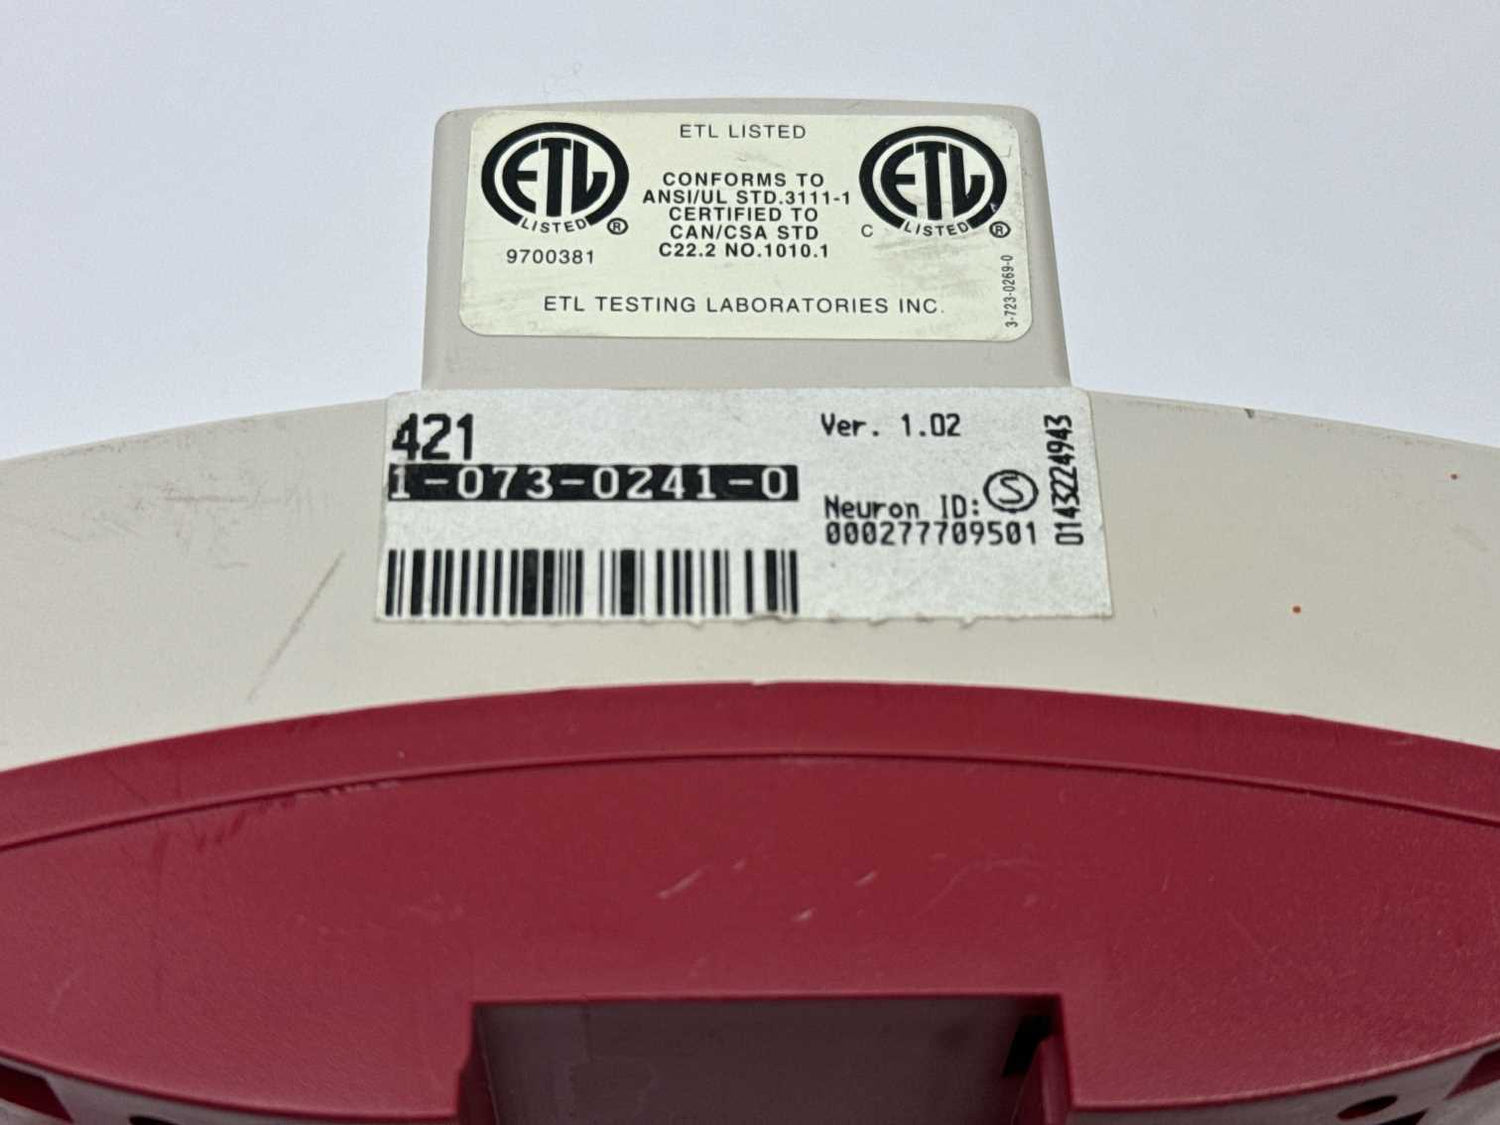 ETL LISTED
ETL
LISTED ®
9700381
CONFORMS TO
ANSI/UL STD.3111-1
CERTIFIED TO
CAN/CSA STD
C22.2 NO.1010.1
C
ETL
LISTED ®
3-723-0269-0
ETL TESTING LABORATORIES INC.
421
1-073-0241-0
Ver. 1.02
Neuron ID: S
000277709501
0143224943